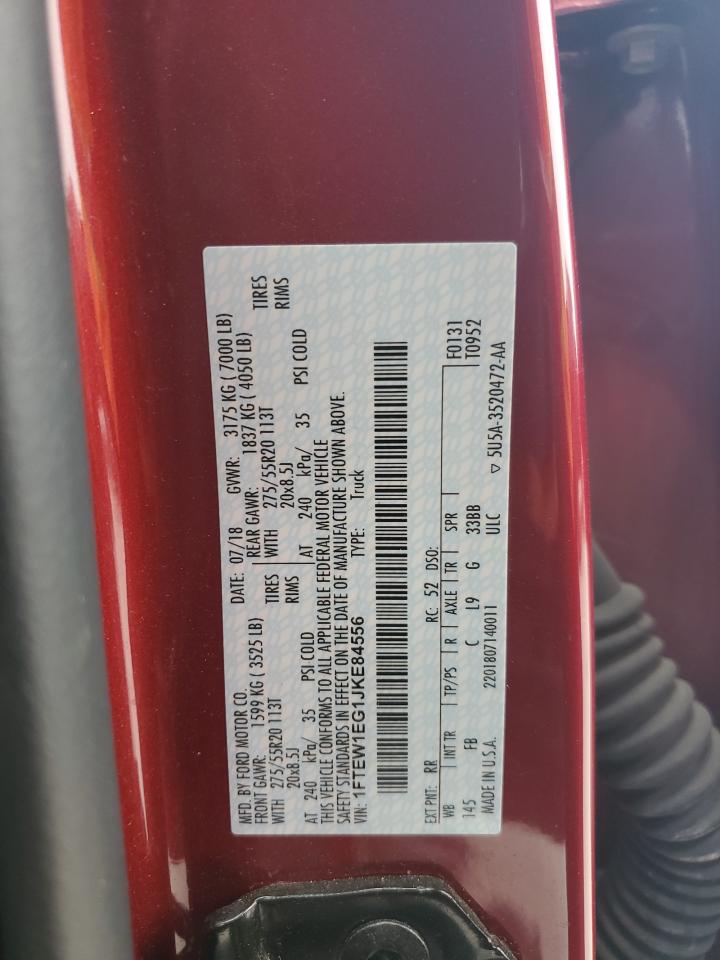 MFD. BY FORD MOTOR CO. DATE: 07/18 GVWR: 3175 KG ( 7000 LB)
FRONT GAWR: 1599 KG ( 3525 LB) REAR GAWR: 1837 KG ( 4050 LB)
WITH 275/55R20 113T TIRES WITH 275/55R20 113T TIRES
20x8.5J RIMS 20x8.5J RIMS
AT 240 kPa/ 35 PSI COLD AT 240 kPa/ 35 PSI COLD
THIS VEHICLE CONFORMS TO ALL APPLICABLE FEDERAL MOTOR VEHICLE
SAFETY STANDARDS IN EFFECT ON THE DATE OF MANUFACTURE SHOWN ABOVE.
VIN: 1FTEW1EG1JKE84556 TYPE: Truck
EXT PNT: RR RC: 52 DSO: F0131
WB INT TR TP/PS R AXLE TR SPR T0952
145 FB C L9 G 33BB
MADE IN U.S.A. 2201807140011 ULC ▽ 5U5A-3520472-AA